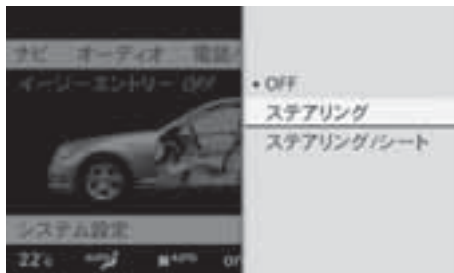 ナビ オーディオ 電話
イージーエントリー OFF
• OFF
ステアリング
ステアリング/シート
システム設定
22°c AUTO AUTO